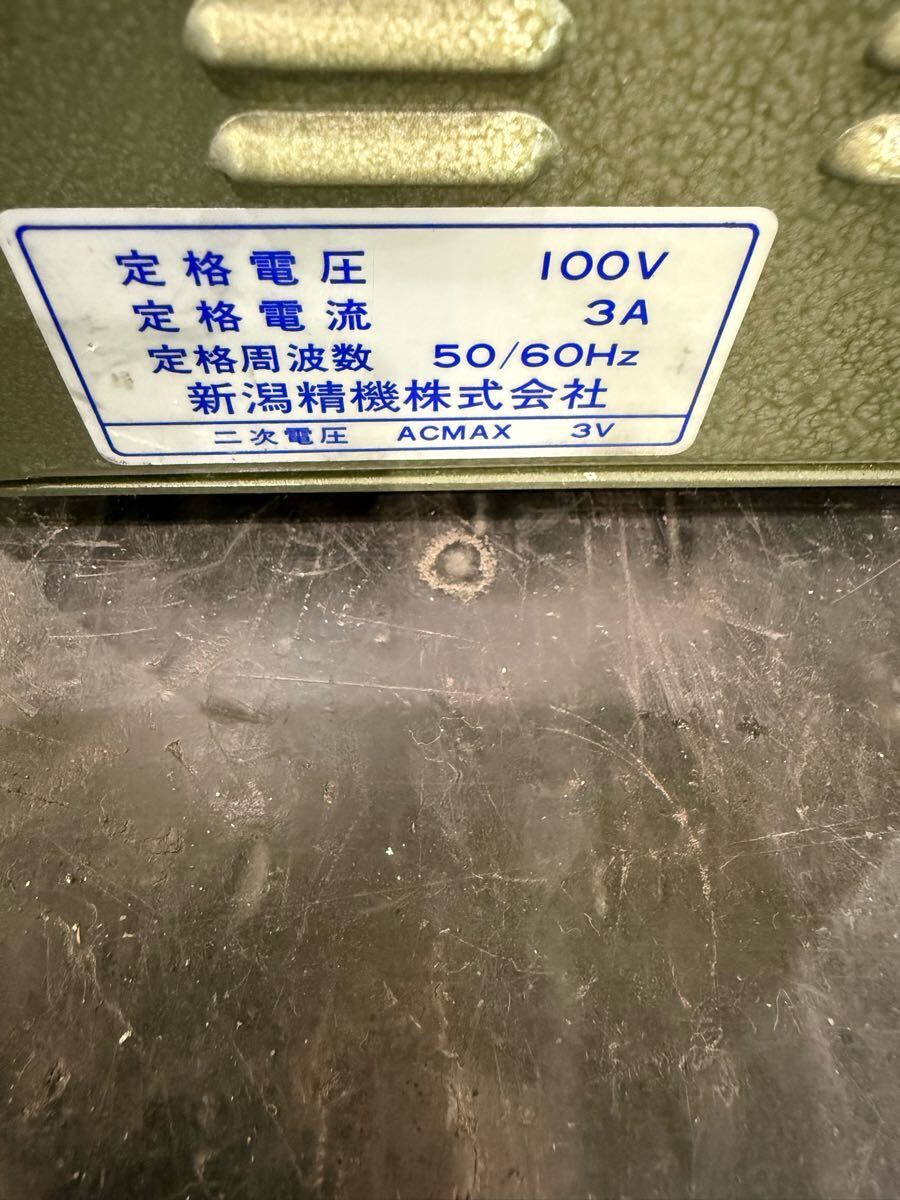 定格電圧 100V
定格電流 3A
定格周波数 50/60Hz
新潟精機株式会社
二次電圧 ACMAX 3V